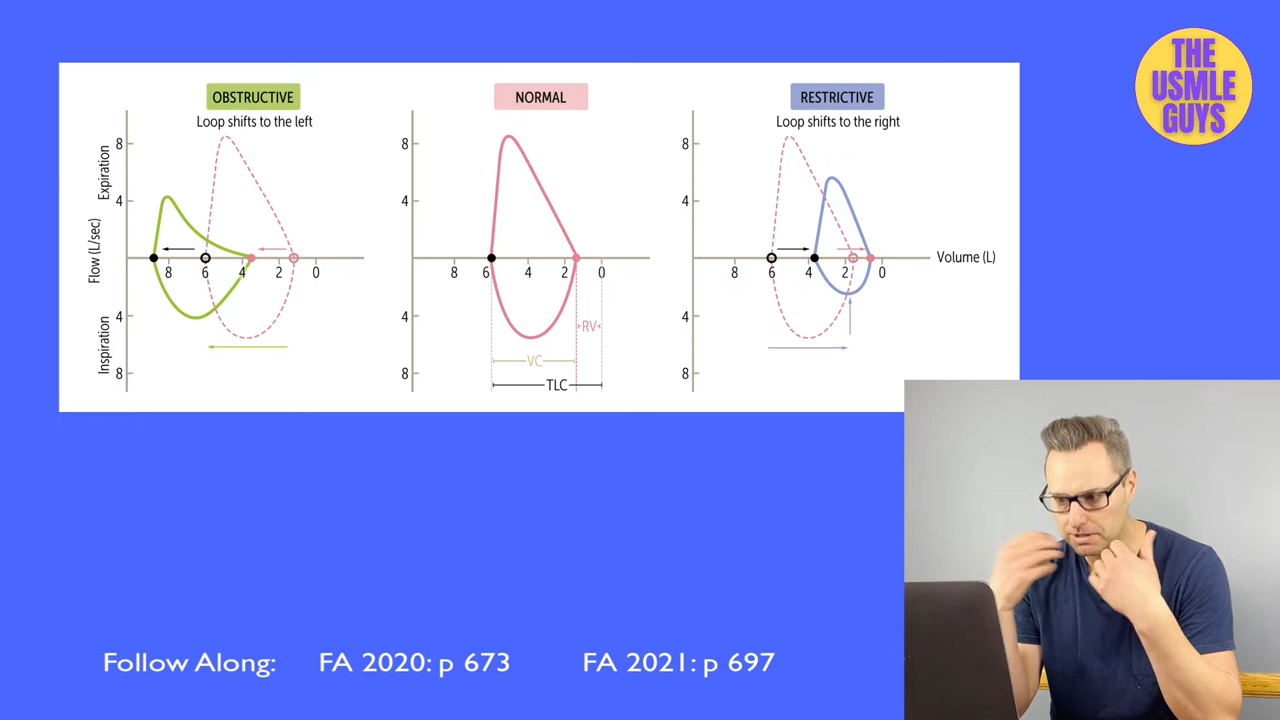 OBSTRUCTIVE
Loop shifts to the left
Expiration
Flow (L/sec)
Inspiration
8
4
4
8
8
6
4
2
0
NORMAL
8
4
4
8
8
6
4
2
0
RV
VC
TLC
RESTRICTIVE
Loop shifts to the right
8
4
4
8
8
6
4
2
0
Volume (L)
THE
USMLE
GUYS
Follow Along: FA 2020: p 673 FA 2021: p 697